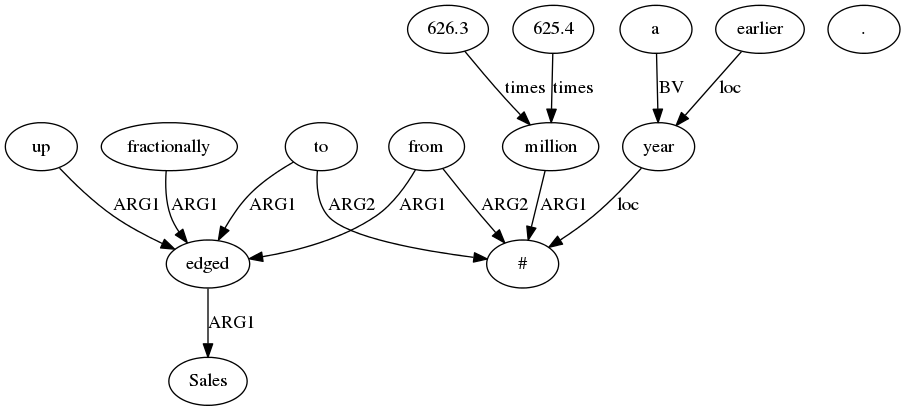 626.3 625.4 a earlier .
times times BV loc
up fractionally to from million year
ARG1 ARG1 ARG1 ARG2 ARG1 ARG2 ARG1 loc
edged #
ARG1
Sales